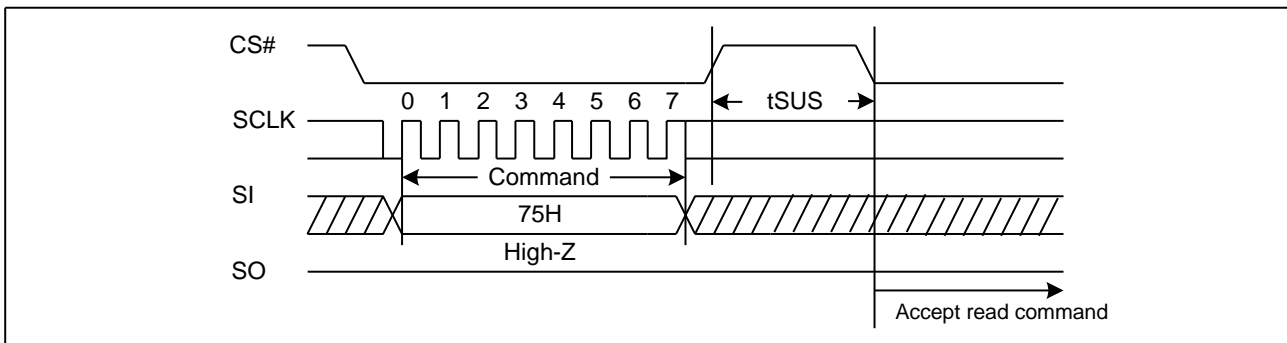 CS#
tSUS
0 1 2 3 4 5 6 7
SCLK
Command
SI
75H
High-Z
SO
Accept read command